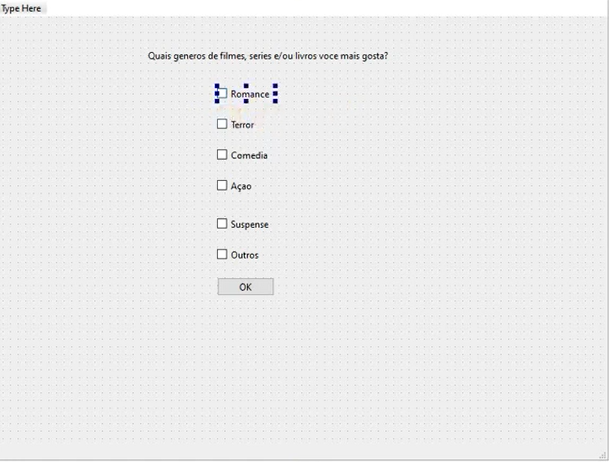 Type Here
Quais generos de filmes, series e/ou livros voce mais gosta?
Romance
Terror
Comedia
Açao
Suspense
Outros
OK